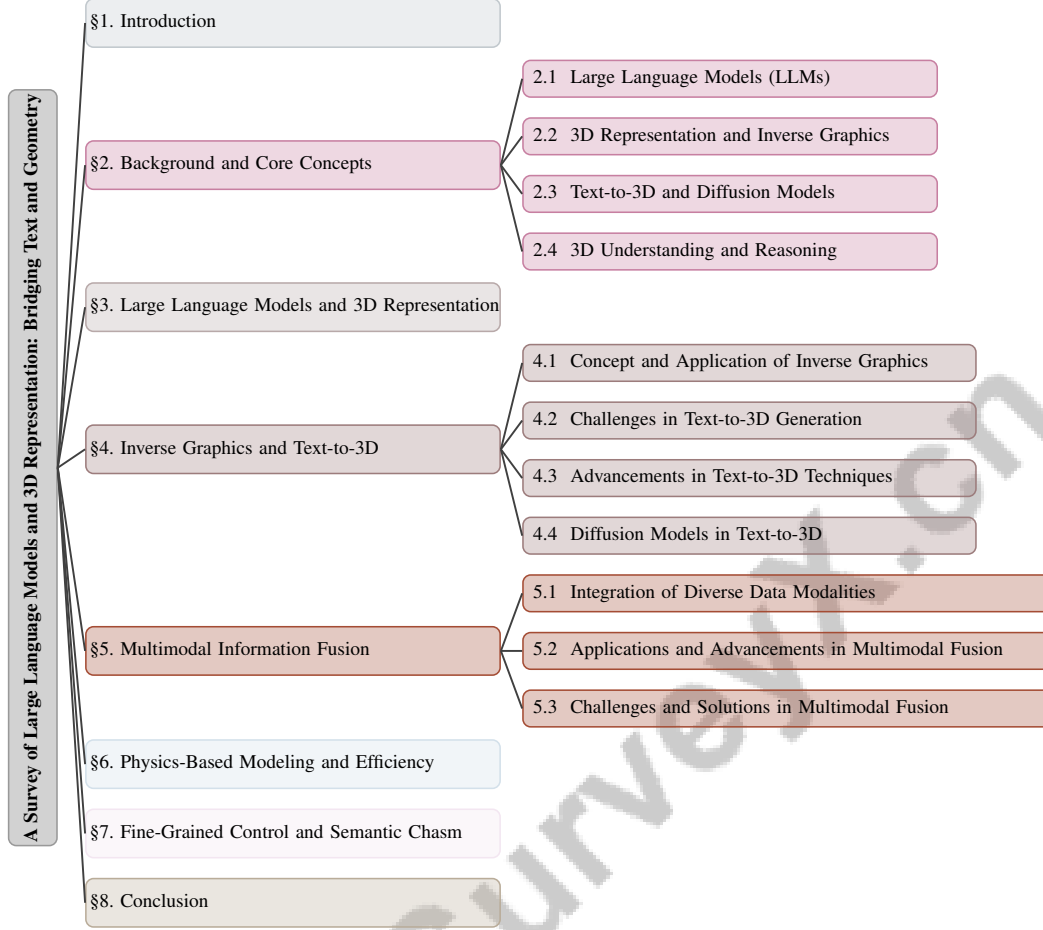 A Survey of Large Language Models and 3D Representation: Bridging Text and Geometry
§1. Introduction
§2. Background and Core Concepts
2.1 Large Language Models (LLMs)
2.2 3D Representation and Inverse Graphics
2.3 Text-to-3D and Diffusion Models
2.4 3D Understanding and Reasoning
§3. Large Language Models and 3D Representation
§4. Inverse Graphics and Text-to-3D
4.1 Concept and Application of Inverse Graphics
4.2 Challenges in Text-to-3D Generation
4.3 Advancements in Text-to-3D Techniques
4.4 Diffusion Models in Text-to-3D
§5. Multimodal Information Fusion
5.1 Integration of Diverse Data Modalities
5.2 Applications and Advancements in Multimodal Fusion
5.3 Challenges and Solutions in Multimodal Fusion
§6. Physics-Based Modeling and Efficiency
§7. Fine-Grained Control and Semantic Chasm
§8. Conclusion
SurveyX.cn